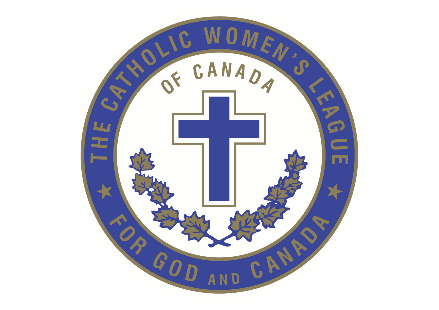 THE CATHOLIC WOMEN'S LEAGUE
OF CANADA
FOR GOD AND CANADA